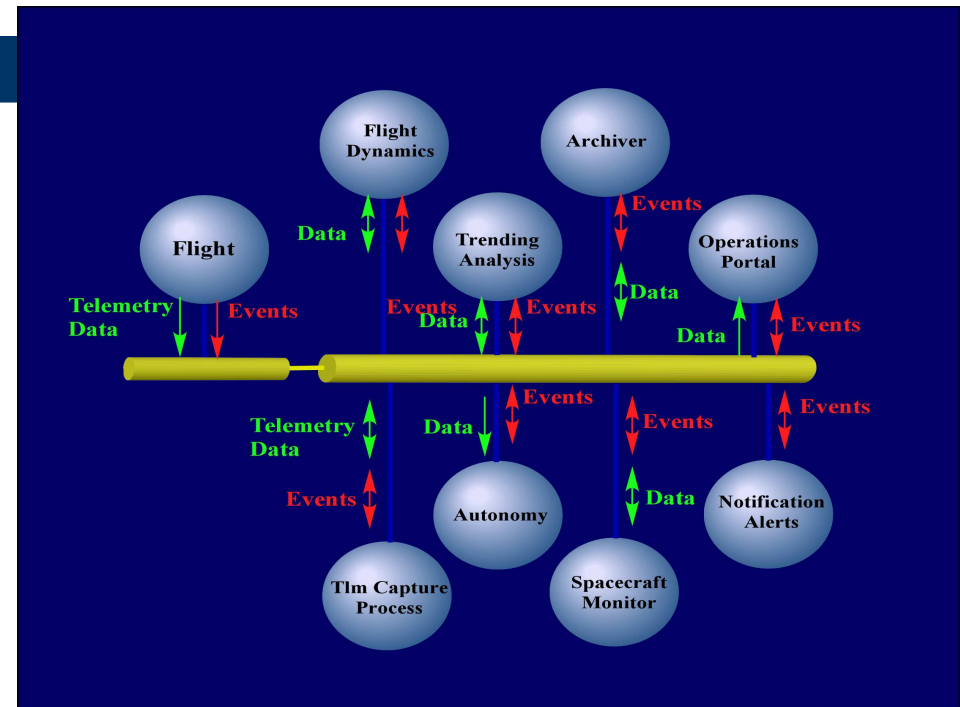 Flight
Dynamics
Archiver
Events
Data
Trending
Analysis
Operations
Portal
Flight
Data
Telemetry
Data
Events
Events
Data
Events
Data
Events
Events
Telemetry
Data
Data
Events
Events
Events
Events
Data
Autonomy
Notification
Alerts
Tlm Capture
Process
Spacecraft
Monitor